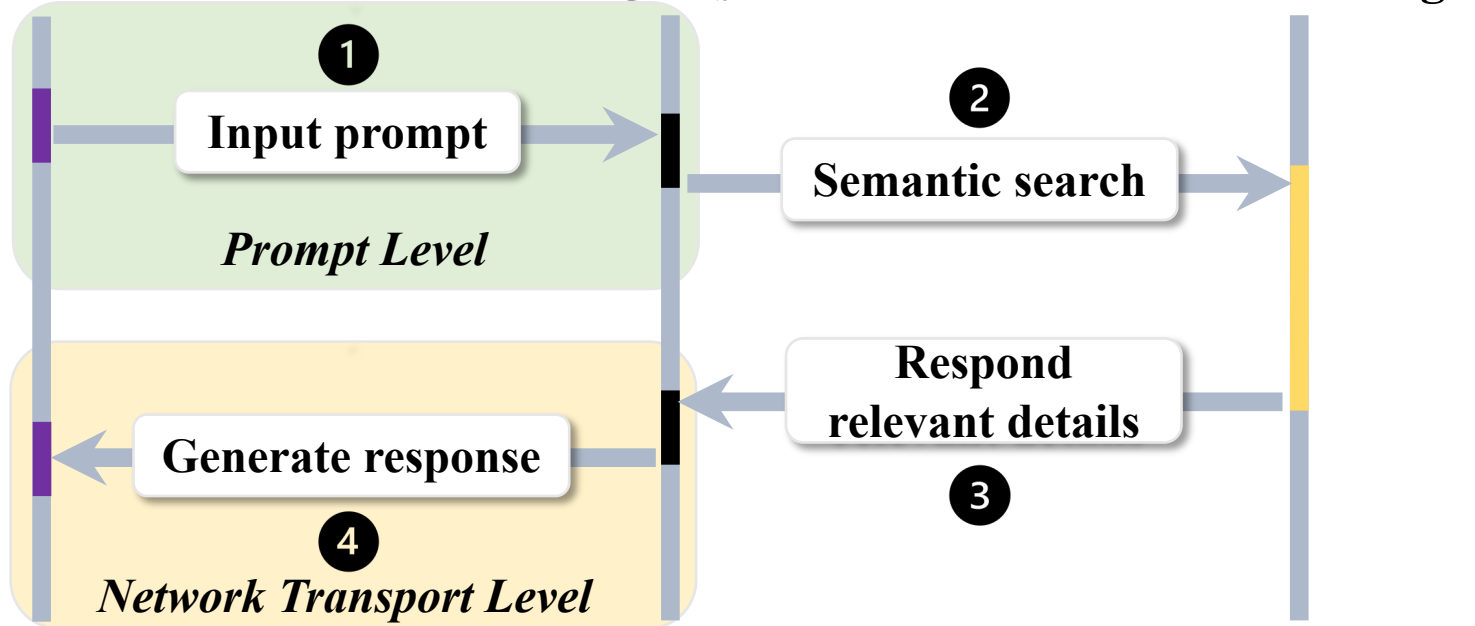 1
Input prompt
2
Semantic search
Prompt Level
Respond
relevant details
3
Generate response
4
Network Transport Level